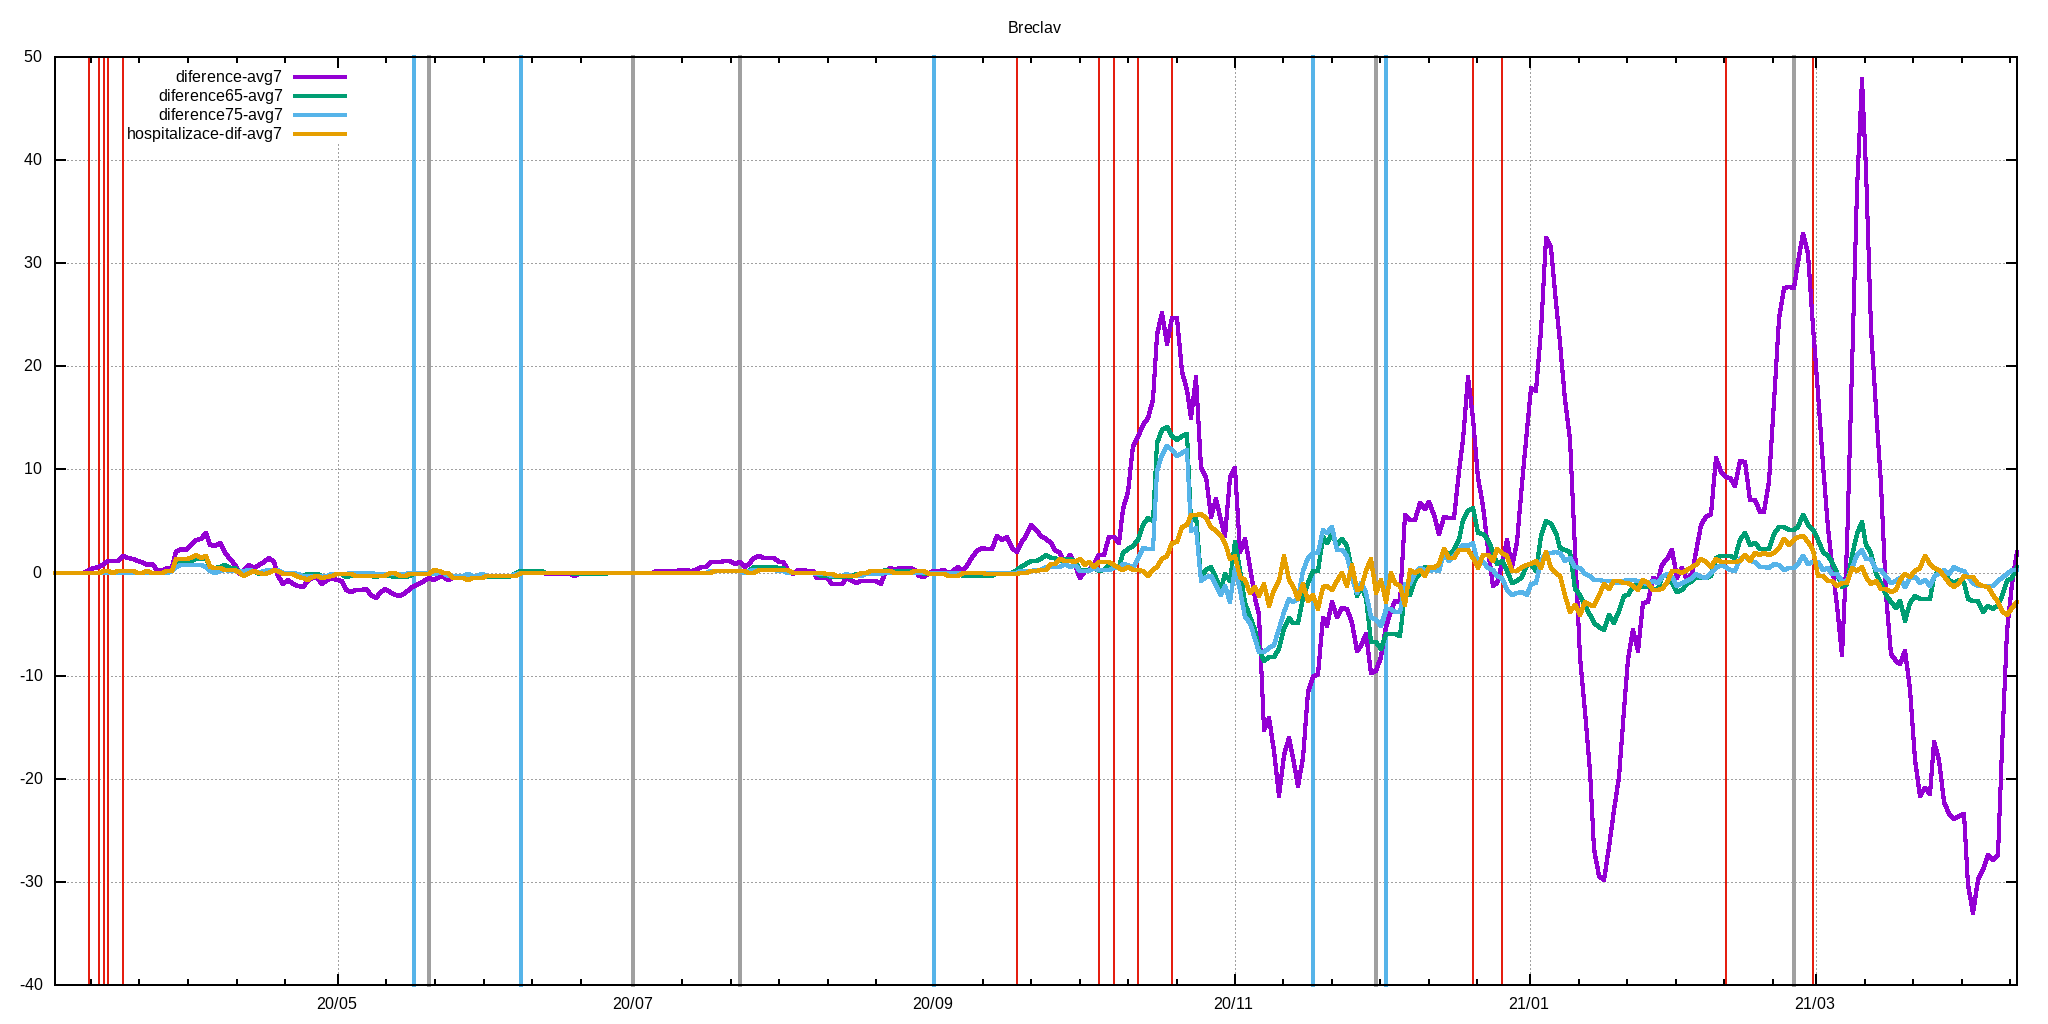 Breclav
50
diference-avg7
diference65-avg7
diference75-avg7
hospitalizace-dif-avg7
40
30
20
10
0
-10
-20
-30
-40
20/05 20/07 20/09 20/11 21/01 21/03